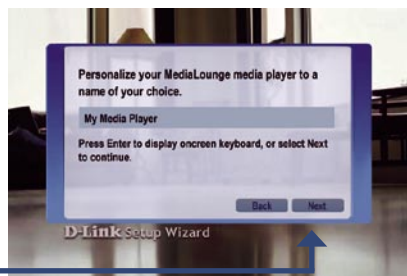 Personalize your MediaLounge media player to a
name of your choice.
My Media Player
Press Enter to display onscreen keyboard, or select Next
to continue.
Back Next
D-Link Setup Wizard